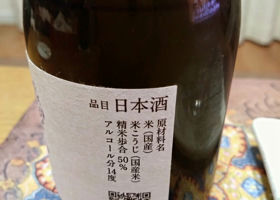 品目 日本酒
原材料名
米(国産)
米こうじ(国産米)
精米歩合 50%
アルコール分14度